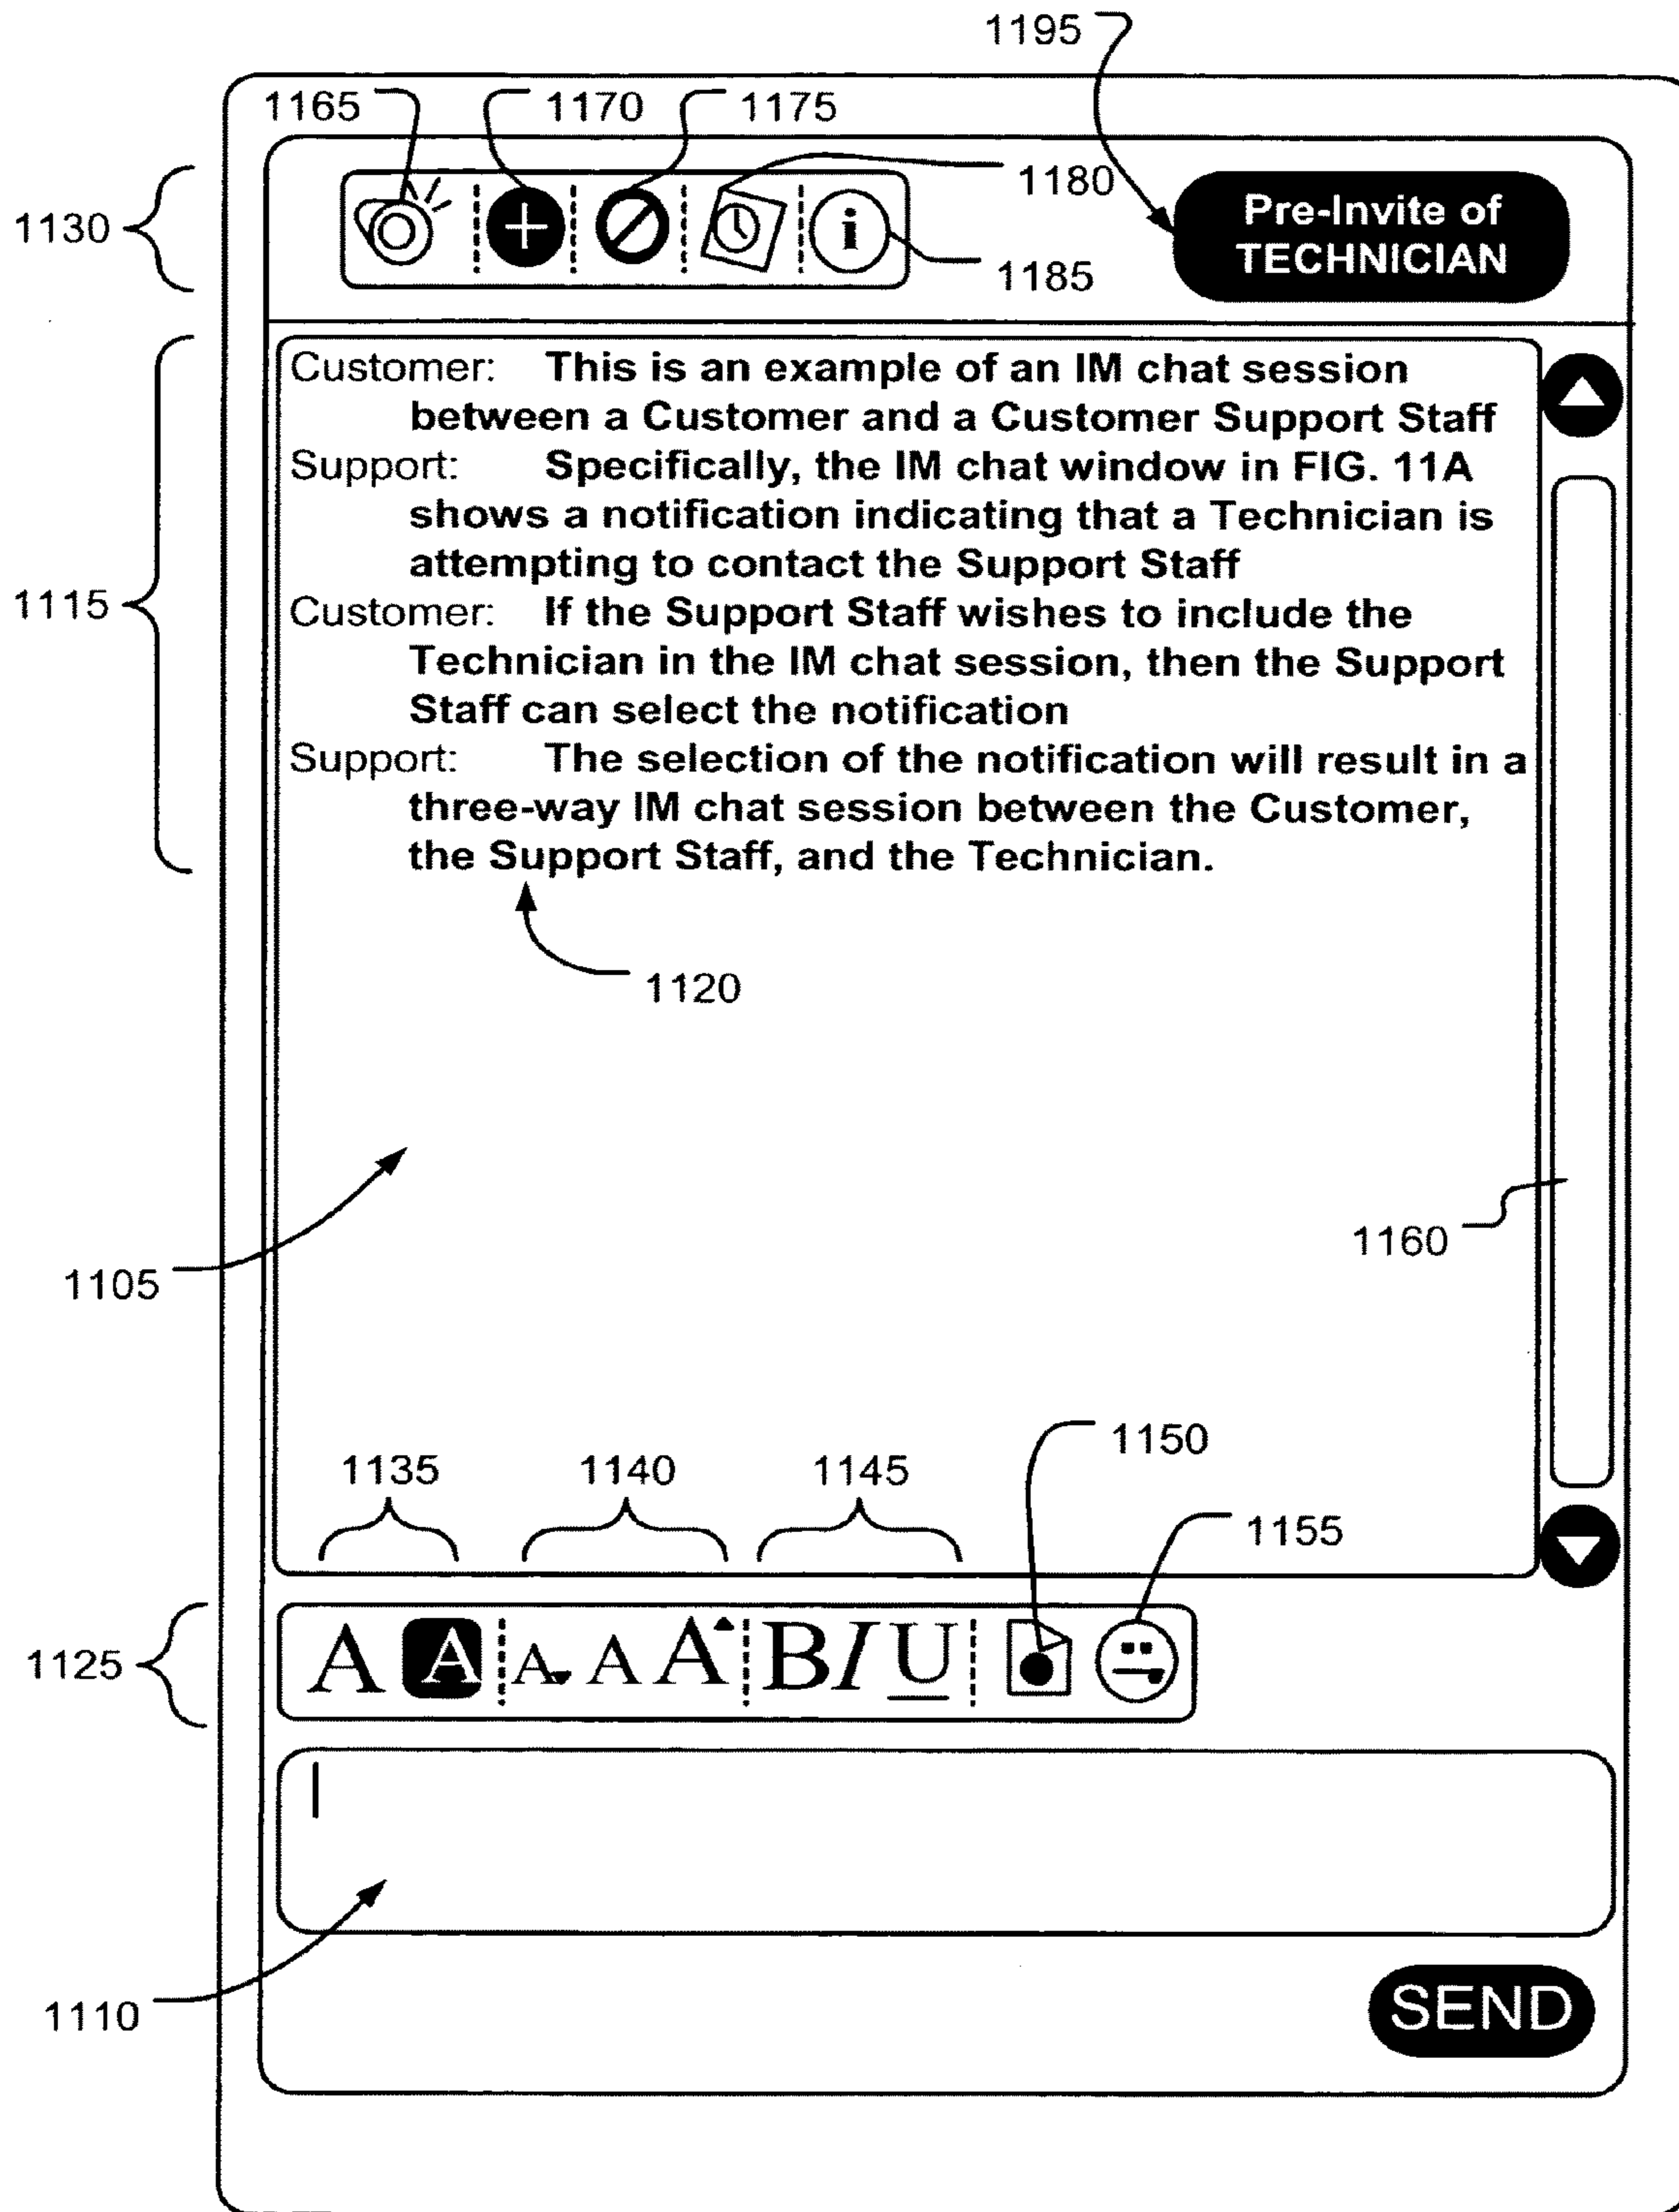 1195
1165 1170 1175
1180
1130
Pre-Invite of
TECHNICIAN
i
1185
Customer: This is an example of an IM chat session
between a Customer and a Customer Support Staff
Support: Specifically, the IM chat window in FIG. 11A
shows a notification indicating that a Technician is
attempting to contact the Support Staff
1115
Customer: If the Support Staff wishes to include the
Technician in the IM chat session, then the Support
Staff can select the notification
Support: The selection of the notification will result in a
three-way IM chat session between the Customer,
the Support Staff, and the Technician.
1120
1160
1105
1150
1135 1140 1145
1155
1125
A A A A A B I U
1110
SEND